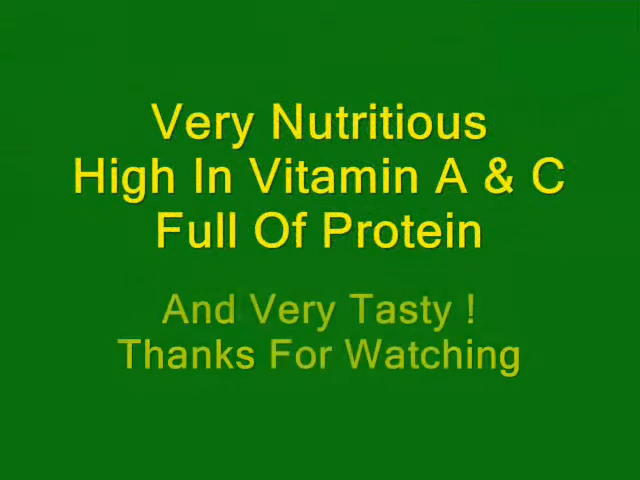 Very Nutritious
High In Vitamin A & C
Full Of Protein
And Very Tasty !
Thanks For Watching